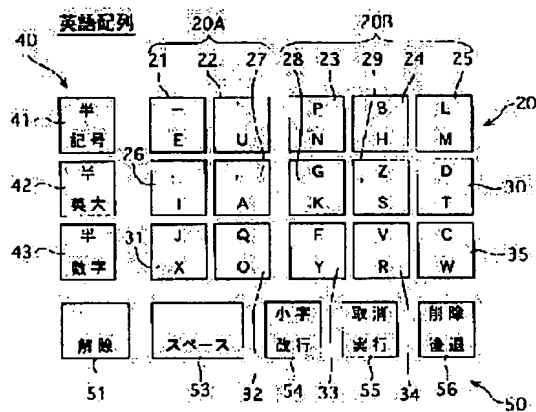 英語配列
20A 20B
40
21 22 27 28 23 29 24 25
20
41 半 記号 E U P N B H L M
42 半 英大 26 I A G K Z S D T 30
43 半 数字 31 J X Q O F Y V R C W 35
解除 スペース 小字 改行 取消 実行 削除 後退
51 53 32 54 33 55 34 56 50